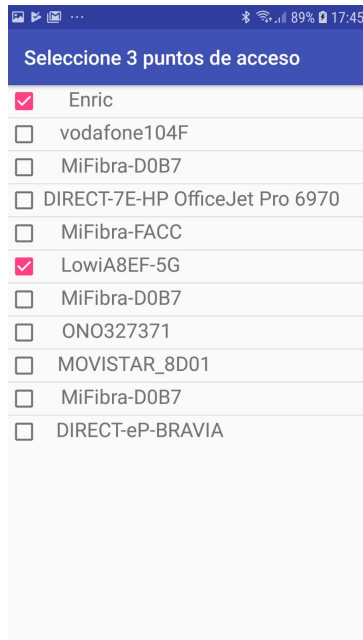 89% 17:45
Seleccione 3 puntos de acceso
Enric
vodafone104F
MiFibra-D0B7
DIRECT-7E-HP OfficeJet Pro 6970
MiFibra-FACC
LowiA8EF-5G
MiFibra-D0B7
ONO327371
MOVISTAR_8D01
MiFibra-D0B7
DIRECT-eP-BRAVIA